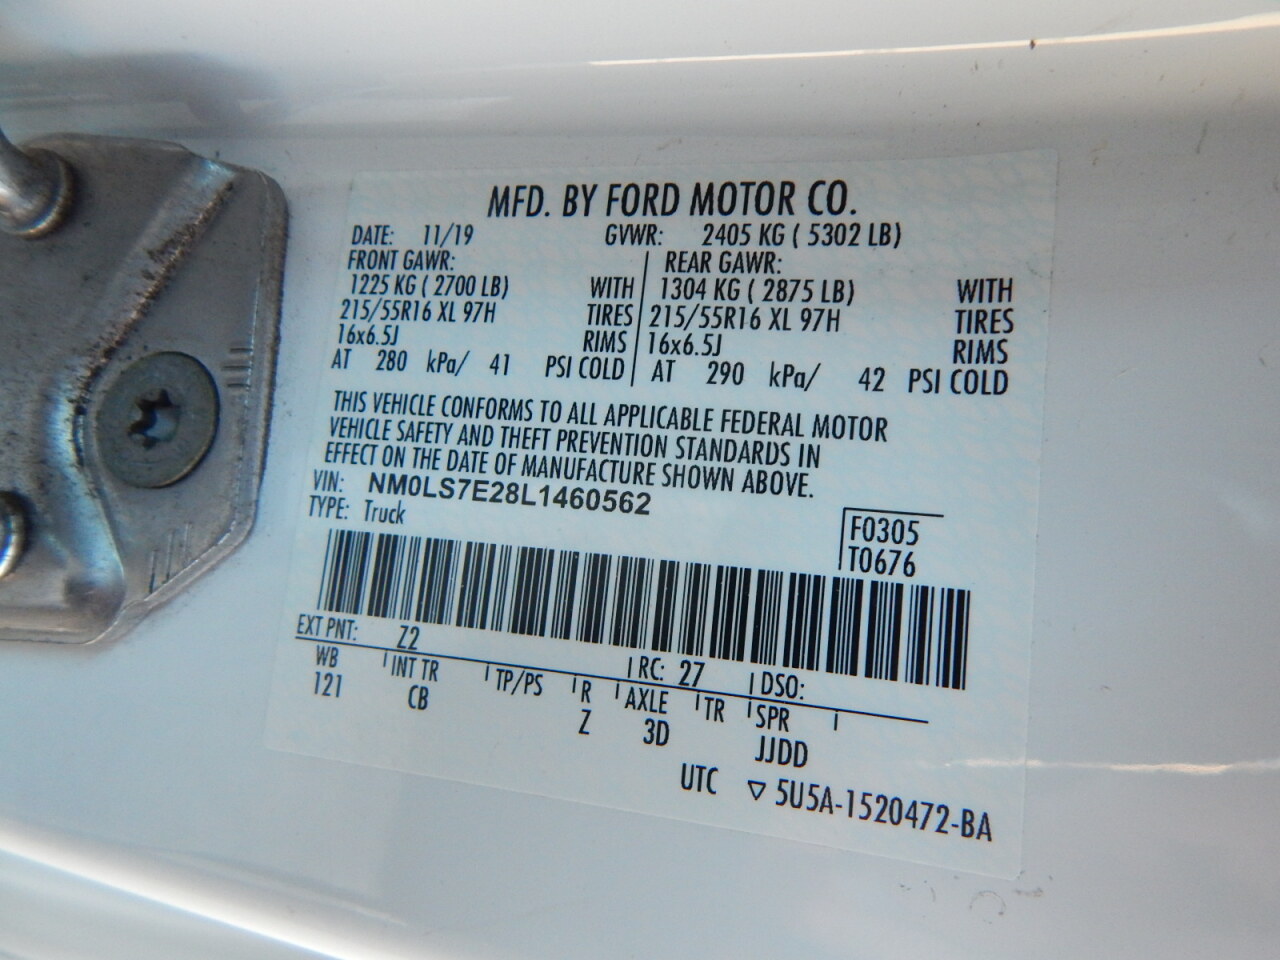 MFD. BY FORD MOTOR CO.
DATE: 11/19 GVWR: 2405 KG ( 5302 LB)
FRONT GAWR: REAR GAWR:
1225 KG ( 2700 LB) WITH 1304 KG ( 2875 LB) WITH
215/55R16 XL 97H TIRES 215/55R16 XL 97H TIRES
16x6.5J RIMS 16x6.5J RIMS
AT 280 kPa/ 41 PSI COLD AT 290 kPa/ 42 PSI COLD
THIS VEHICLE CONFORMS TO ALL APPLICABLE FEDERAL MOTOR
VEHICLE SAFETY AND THEFT PREVENTION STANDARDS IN
EFFECT ON THE DATE OF MANUFACTURE SHOWN ABOVE.
VIN: NM0LS7E28L1460562
TYPE: Truck
F0305
T0676
EXT PNT: Z2 RC: 27 DSO:
WB INT TR TP/PS R AXLE TR SPR
121 CB Z 3D JJDD
UTC ▽ 5U5A-1520472-BA